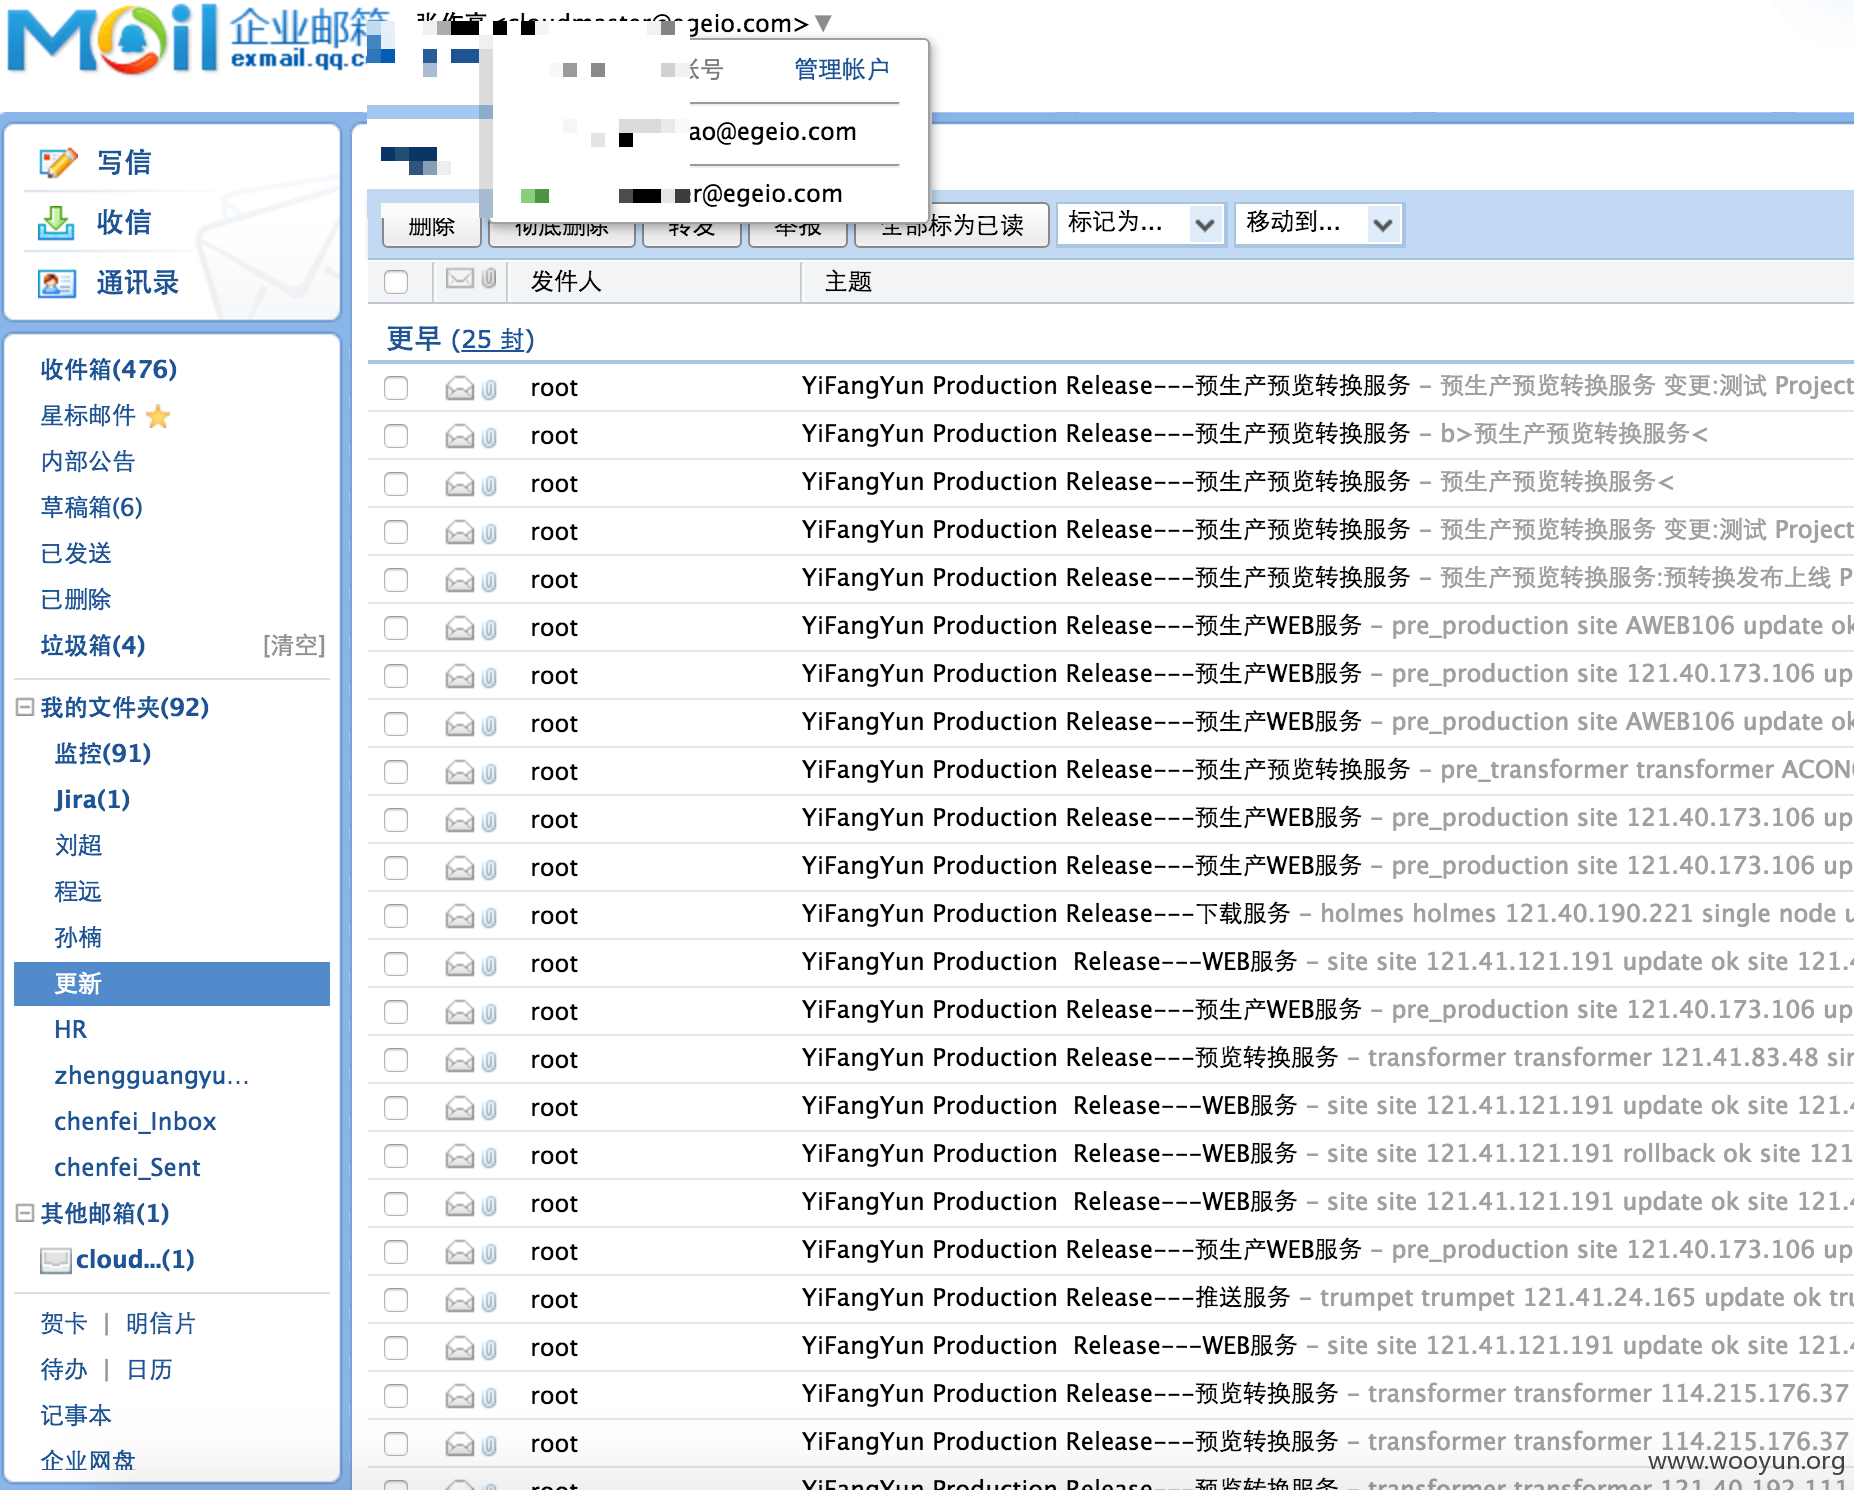 Mail 企业邮箱
exmail.qq.c
geio.com> ▼
帐号 管理帐户
ao@egeio.com
r@egeio.com
写信
收信
通讯录
删除 彻底删除 转发 举报 全部标为已读 标记为... 移动到...
发件人 主题
更早 (25 封)
收件箱(476)
星标邮件
内部公告
草稿箱(6)
已发送
已删除
垃圾箱(4) [清空]
我的文件夹(92)
监控(91)
Jira(1)
刘超
程远
孙楠
更新
HR
zhengguangyu...
chenfei_Inbox
chenfei_Sent
其他邮箱(1)
cloud...(1)
贺卡 | 明信片
待办 | 日历
记事本
企业网盘
root YiFangYun Production Release---预生产预览转换服务 – 预生产预览转换服务 变更:测试 Project
root YiFangYun Production Release---预生产预览转换服务 – b>预生产预览转换服务<
root YiFangYun Production Release---预生产预览转换服务 – 预生产预览转换服务<
root YiFangYun Production Release---预生产预览转换服务 – 预生产预览转换服务 变更:测试 Project
root YiFangYun Production Release---预生产预览转换服务 – 预生产预览转换服务:预转换发布上线 P
root YiFangYun Production Release---预生产WEB服务 – pre_production site AWEB106 update ok
root YiFangYun Production Release---预生产WEB服务 – pre_production site 121.40.173.106 up
root YiFangYun Production Release---预生产WEB服务 – pre_production site AWEB106 update ok
root YiFangYun Production Release---预生产预览转换服务 – pre_transformer transformer ACON
root YiFangYun Production Release---预生产WEB服务 – pre_production site 121.40.173.106 up
root YiFangYun Production Release---预生产WEB服务 – pre_production site 121.40.173.106 up
root YiFangYun Production Release---下载服务 – holmes holmes 121.40.190.221 single node u
root YiFangYun Production Release---WEB服务 – site site 121.41.121.191 update ok site 121.4
root YiFangYun Production Release---预生产WEB服务 – pre_production site 121.40.173.106 up
root YiFangYun Production Release---预览转换服务 – transformer transformer 121.41.83.48 sin
root YiFangYun Production Release---WEB服务 – site site 121.41.121.191 update ok site 121.4
root YiFangYun Production Release---WEB服务 – site site 121.41.121.191 rollback ok site 121
root YiFangYun Production Release---WEB服务 – site site 121.41.121.191 update ok site 121.4
root YiFangYun Production Release---预生产WEB服务 – pre_production site 121.40.173.106 up
root YiFangYun Production Release---推送服务 – trumpet trumpet 121.41.24.165 update ok tru
root YiFangYun Production Release---WEB服务 – site site 121.41.121.191 update ok site 121.4
root YiFangYun Production Release---预览转换服务 – transformer transformer 114.215.176.37
root YiFangYun Production Release---预览转换服务 – transformer transformer 114.215.176.37
root YiFangYun Production Release---预览转换服务 – transformer transformer 121.40.192.111
www.wooyun.org